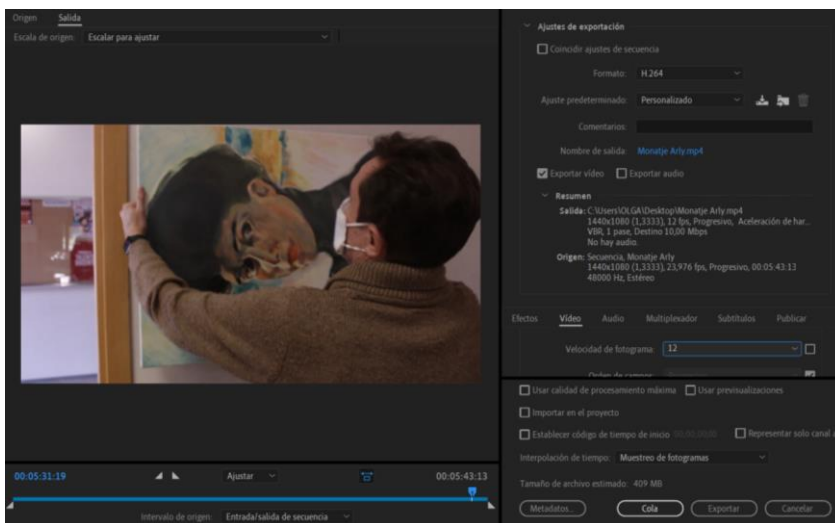 Origen Salida
Escala de origen: Escalar para ajustar
00:05:31:19 Ajustar 00:05:43:13
Intervalo de origen: Entrada/salida de secuencia
Ajustes de exportación
Coincidir ajustes de secuencia
Formato: H.264
Ajuste predeterminado: Personalizado
Comentarios:
Nombre de salida: Monatje Arly.mp4
Exportar vídeo Exportar audio
Resumen
Salida: C:\Users\OLGA\Desktop\Monatje Arly.mp4
1440x1080 (1,3333), 12 fps, Progresivo, Aceleración de har...
VBR, 1 pase, Destino 10,00 Mbps
No hay audio.
Origen: Secuencia, Monatje Arly
1440x1080 (1,3333), 23,976 fps, Progresivo, 00:05:43:13
48000 Hz, Estéreo
Efectos Vídeo Audio Multiplexador Subtítulos Publicar
Velocidad de fotograma: 12
Orden de campos:
Usar calidad de procesamiento máxima Usar previsualizaciones
Importar en el proyecto
Establecer código de tiempo de inicio 00:00:00:00 Representar solo canal
Interpolación de tiempo: Muestreo de fotogramas
Tamaño de archivo estimado: 409 MB
Metadatos... Cola Exportar Cancelar